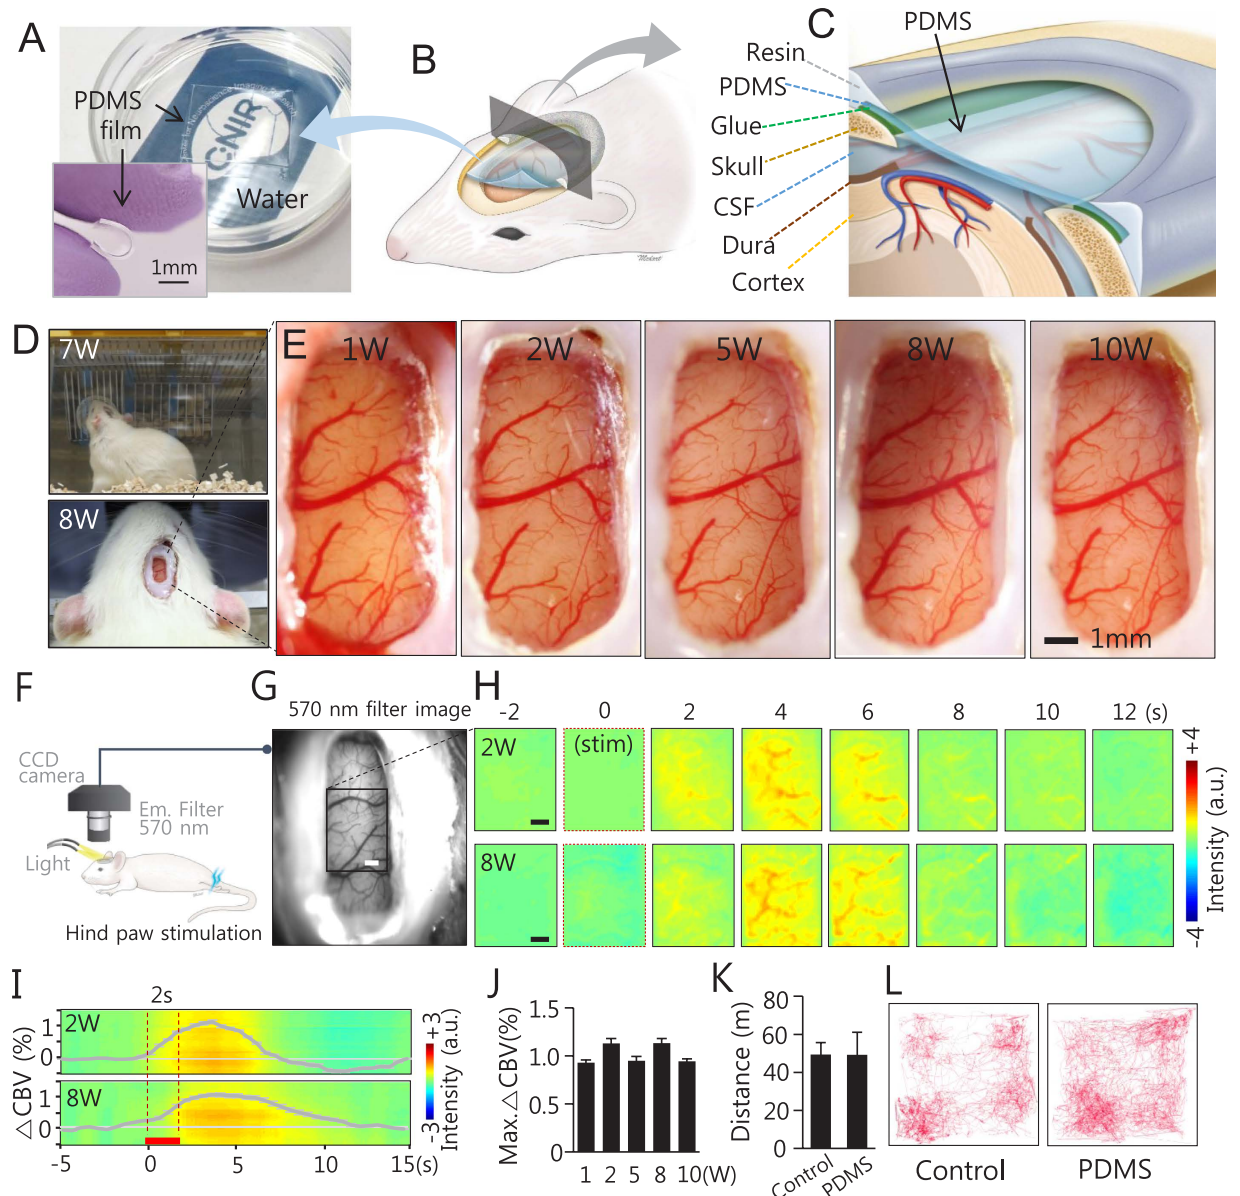 A
PDMS
film
C·NIR
Water
1mm
B
C
PDMS
Resin
PDMS
Glue
Skull
CSF
Dura
Cortex
D
7W
8W
E
1W
2W
5W
8W
10W
1mm
F
CCD
camera
Em. Filter
570 nm
Light
Hind paw stimulation
G
570 nm filter image
H
-2 0 2 4 6 8 10 12 (s)
2W
(stim)
8W
-4 Intensity (a.u.) +4
I
2s
△CBV (%)
2W
1
0
8W
1
0
-5 0 5 10 15(s)
-3 Intensity (a.u.) +3
J
Max.△CBV(%)
1.5
1.0
0.5
0
1 2 5 8 10(W)
K
Distance (m)
80
60
40
20
0
Control
PDMS
L
Control
PDMS